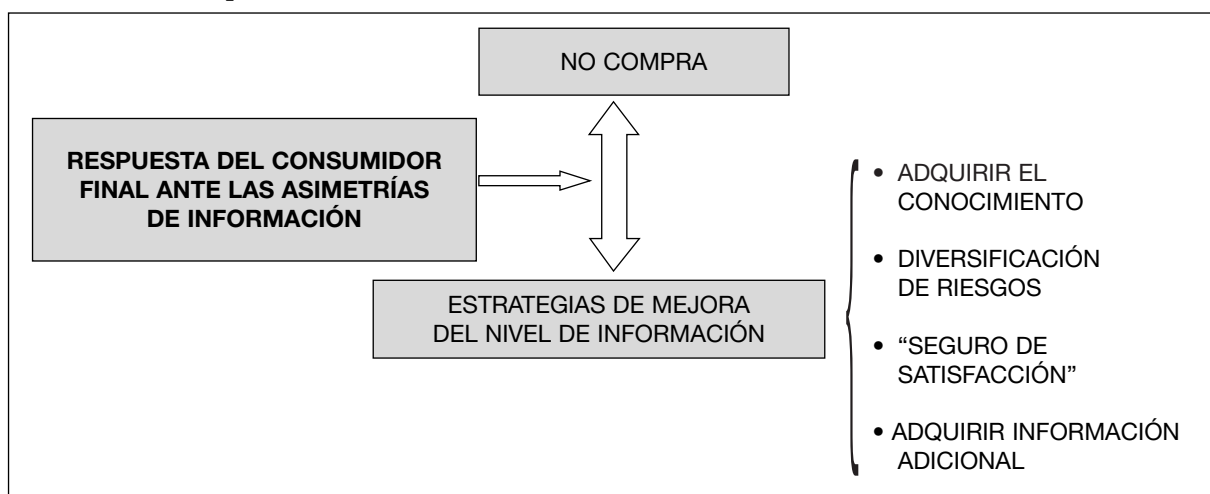 NO COMPRA
RESPUESTA DEL CONSUMIDOR
FINAL ANTE LAS ASIMETRÍAS
DE INFORMACIÓN
ESTRATEGIAS DE MEJORA
DEL NIVEL DE INFORMACIÓN
• ADQUIRIR EL
CONOCIMIENTO
• DIVERSIFICACIÓN
DE RIESGOS
• “SEGURO DE
SATISFACCIÓN”
• ADQUIRIR INFORMACIÓN
ADICIONAL